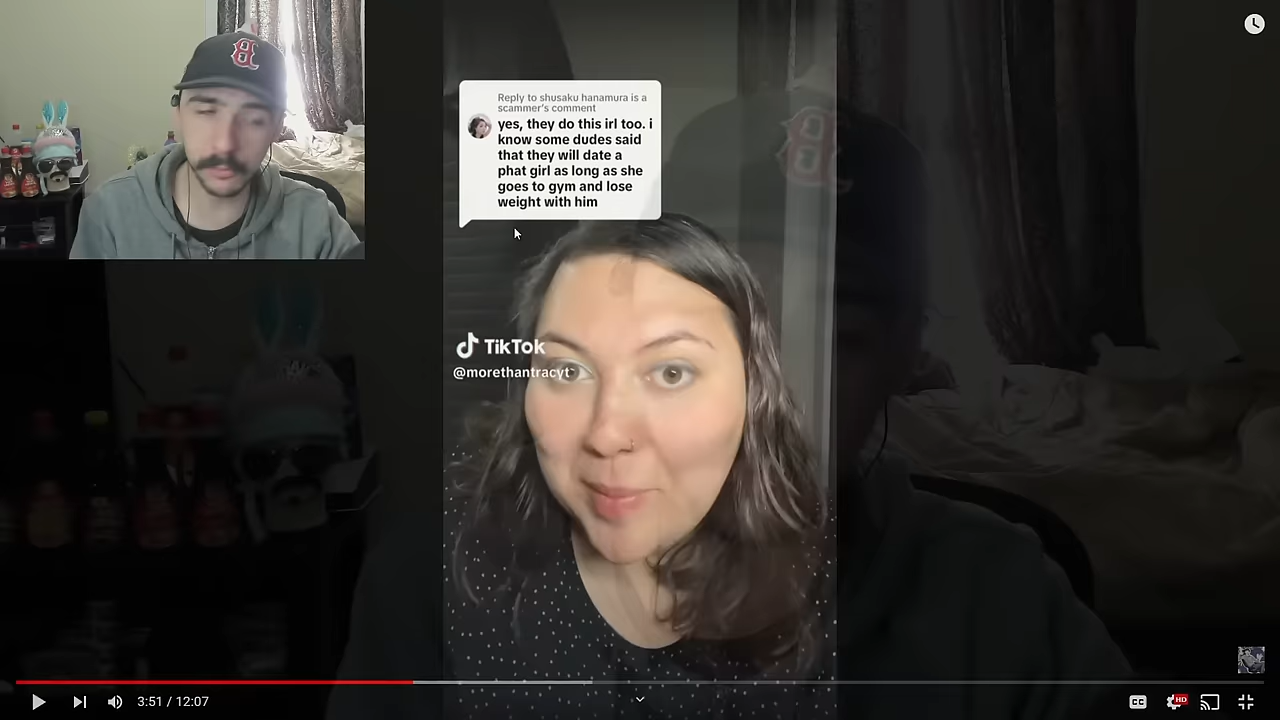 B
Reply to shusaku hanamura is a
scammer's comment
yes, they do this irl too. i
know some dudes said
that they will date a
phat girl as long as she
goes to gym and lose
weight with him
TikTok
@morethantracyt
3:51 / 12:07
CC
HD